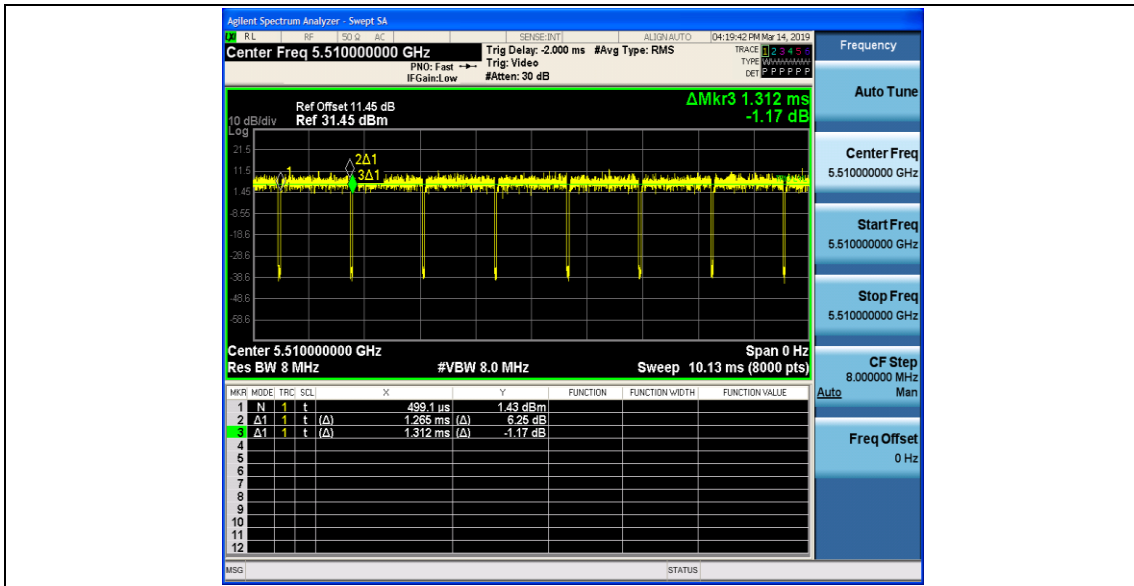 Agilent Spectrum Analyzer - Swept SA
LXI RL RF 50 Ω AC SENSE:INT ALIGN AUTO 04:19:42 PM Mar 14, 2019
Center Freq 5.510000000 GHz
Trig Delay: -2.000 ms #Avg Type: RMS
TRACE 1 2 3 4 5 6
PNO: Fast Trig: Video
TYPE WWWWWW
IFGain:Low #Atten: 30 dB
DET P P P P P P
Frequency
Auto Tune
Center Freq
5.510000000 GHz
Start Freq
5.510000000 GHz
Stop Freq
5.510000000 GHz
CF Step
8.000000 MHz
Auto Man
Freq Offset
0 Hz
ΔMkr3 1.312 ms
-1.17 dB
Ref Offset 11.45 dB
10 dB/div Ref 31.45 dBm
Log
21.5
11.5
1.45
-8.55
-18.6
-28.6
-38.6
-48.6
-58.6
1
2Δ1
3Δ1
Center 5.510000000 GHz Span 0 Hz
Res BW 8 MHz #VBW 8.0 MHz Sweep 10.13 ms (8000 pts)
MKR MODE TRC SCL X Y FUNCTION FUNCTION WIDTH FUNCTION VALUE
1 N 1 t 499.1 µs 1.43 dBm
2 Δ1 1 t (Δ) 1.265 ms (Δ) 6.25 dB
3 Δ1 1 t (Δ) 1.312 ms (Δ) -1.17 dB
4
5
6
7
8
9
10
11
12
MSG STATUS